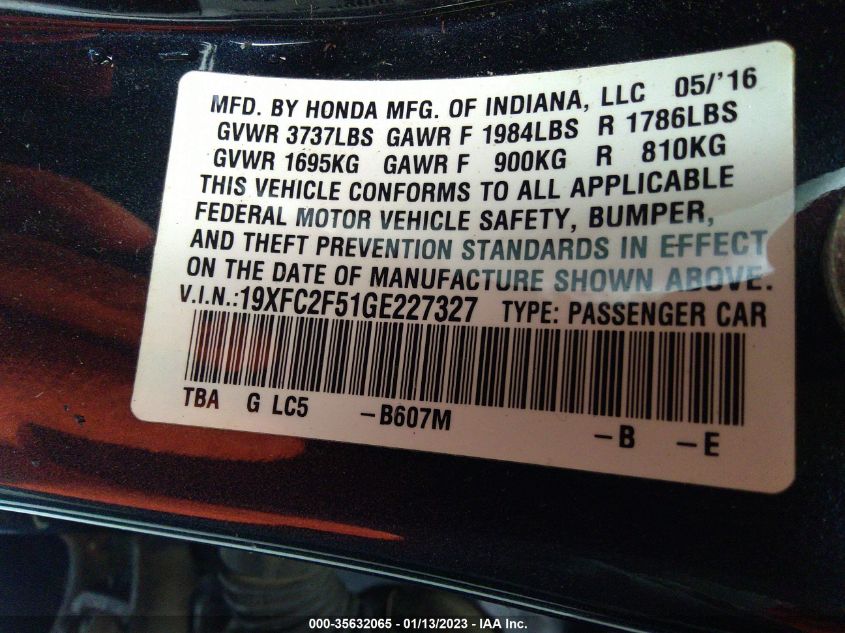 MFD. BY HONDA MFG. OF INDIANA, LLC 05/'16
GVWR 3737LBS GAWR F 1984LBS R 1786LBS
GVWR 1695KG GAWR F 900KG R 810KG
THIS VEHICLE CONFORMS TO ALL APPLICABLE
FEDERAL MOTOR VEHICLE SAFETY, BUMPER,
AND THEFT PREVENTION STANDARDS IN EFFECT
ON THE DATE OF MANUFACTURE SHOWN ABOVE.
V.I.N.:19XFC2F51GE227327 TYPE: PASSENGER CAR
TBA G LC5 -B607M -B -E
000-35632065 - 01/13/2023 - IAA Inc.